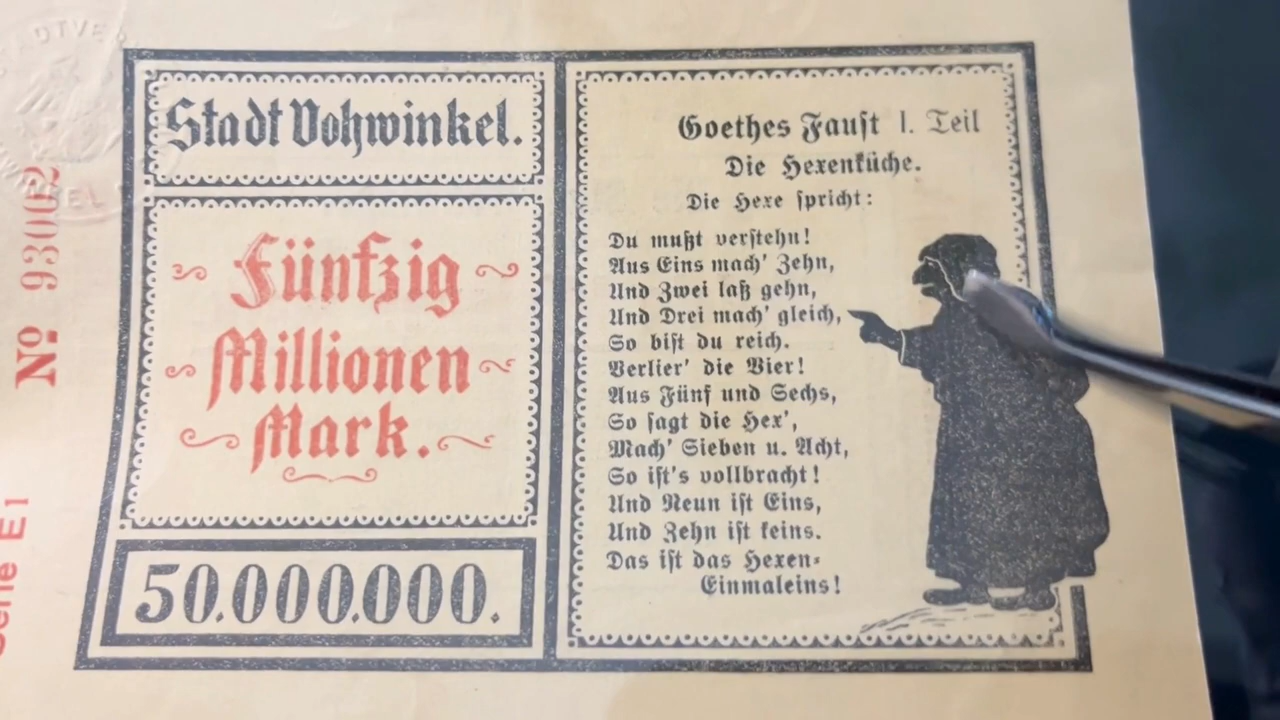 Stadt Vohwinkel.
Fünfzig
Millionen
Mark.
50.000.000.
Goethes Faust I. Teil
Die Hexenküche.
Die Hexe spricht:
Du mußt verstehn!
Aus Eins mach' Zehn,
Und Zwei laß gehn,
Und Drei mach' gleich,
So bist du reich.
Verlier' die Vier!
Aus Fünf und Sechs,
So sagt die Hex',
Mach' Sieben u. Acht,
So ist's vollbracht!
Und Neun ist Eins,
Und Zehn ist keins.
Das ist das Hexen-
Einmaleins!
No 93002
Serie E1